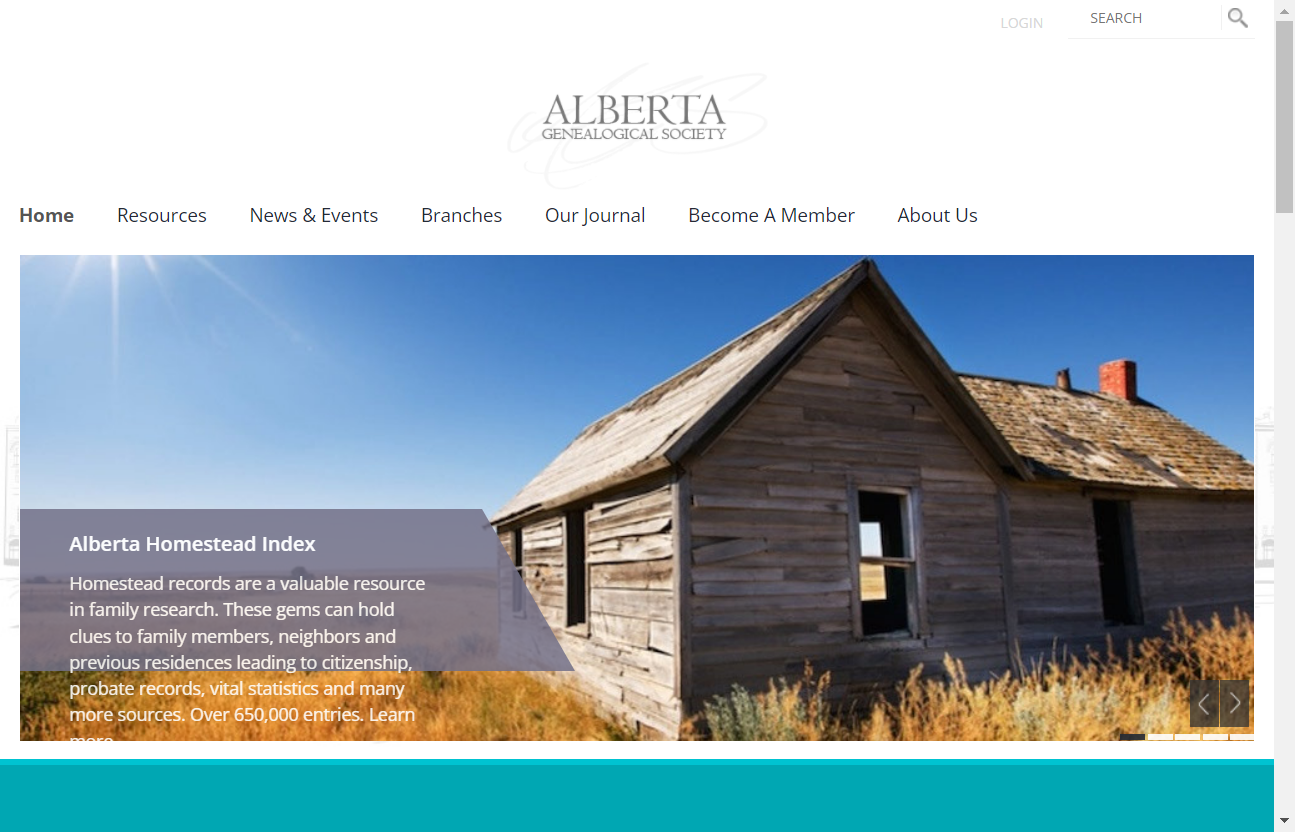 LOGIN
SEARCH
ALBERTA
GENEALOGICAL SOCIETY
Home Resources News & Events Branches Our Journal Become A Member About Us
Alberta Homestead Index
Homestead records are a valuable resource
in family research. These gems can hold
clues to family members, neighbors and
previous residences leading to citizenship,
probate records, vital statistics and many
more sources. Over 650,000 entries. Learn
more